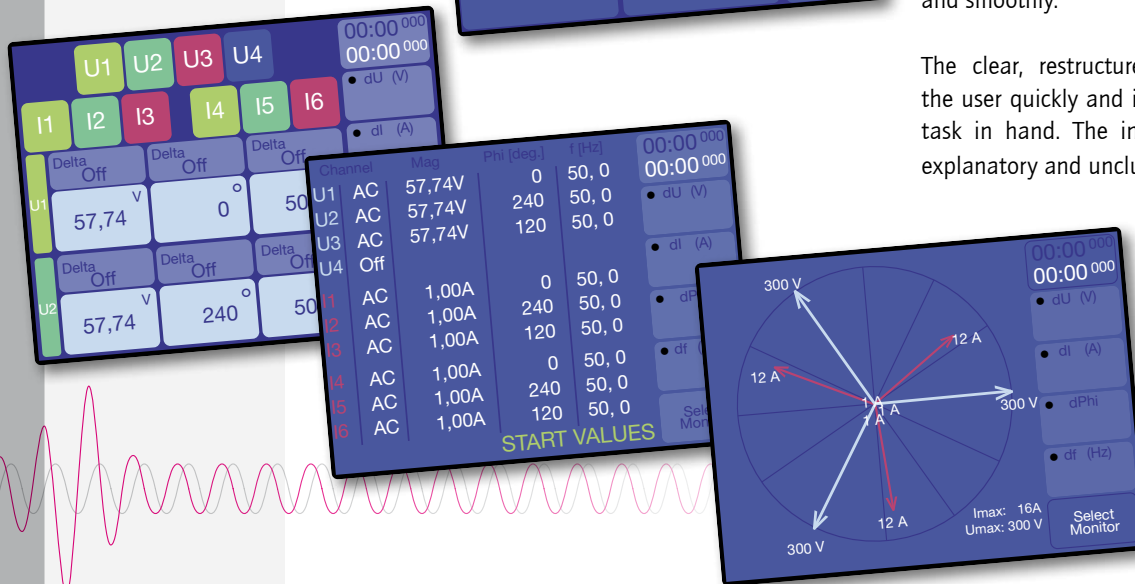 and smoothly.
The clear, restructure
the user quickly and i
task in hand. The in
explanatory and unclu
U1 U2 U3 U4
00:00 000
00:00 000
dU (V)
I1 I2 I3 I4 I5 I6
dI (A)
Delta Off
Delta Off
Delta Off
U1
57,74 V
0 °
50
Delta Off
Delta Off
Delta Off
U2
57,74 V
240 °
50
Channel Mag Phi [deg.] f [Hz]
U1 AC 57,74V 0 50, 0
U2 AC 57,74V 240 50, 0
U3 AC 57,74V 120 50, 0
U4 Off
I1 AC 1,00A 0 50, 0
I2 AC 1,00A 240 50, 0
I3 AC 1,00A 120 50, 0
I4 AC 1,00A 0 50, 0
I5 AC 1,00A 240 50, 0
I6 AC 1,00A 120 50, 0
START VALUES
00:00 000
00:00 000
dU (V)
dI (A)
dP
df
Sele
Mon
300 V
12 A
12 A
1 A
1 A
1 A
300 V
12 A
300 V
Imax: 16A
Umax: 300 V
00:00 000
00:00 000
dU (V)
dI (A)
dPhi
df (Hz)
Select
Monitor